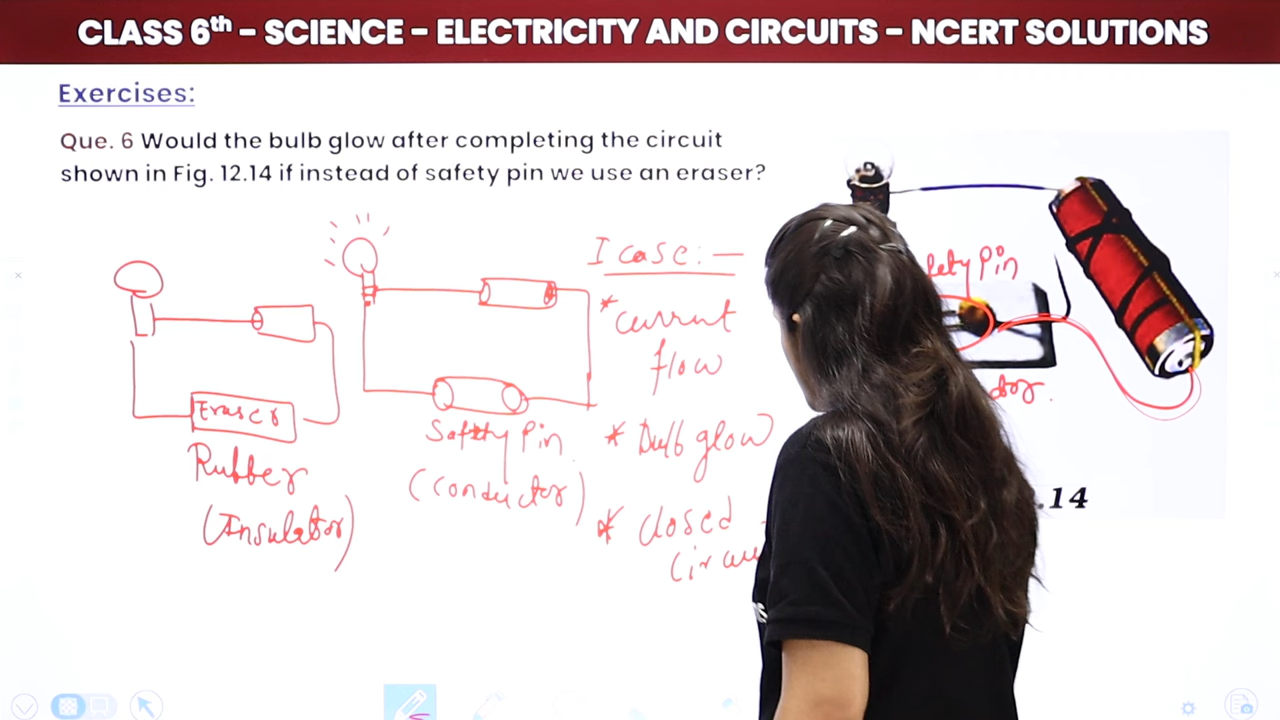 CLASS 6th – SCIENCE – ELECTRICITY AND CIRCUITS – NCERT SOLUTIONS
Exercises:
Que. 6 Would the bulb glow after completing the circuit
shown in Fig. 12.14 if instead of safety pin we use an eraser?
Eraser
Rubber
(Insulator)
Safety Pin
(conductor)
I case:–
* current
flow
* Bulb glow
* closed
Pin
.14